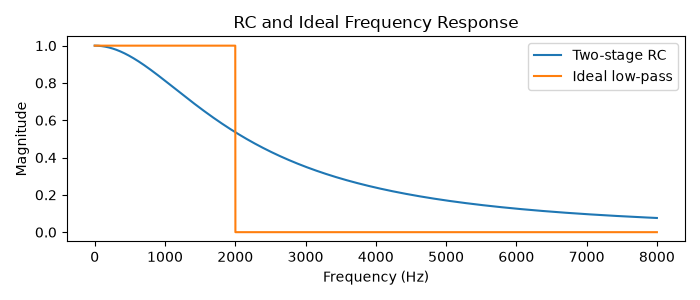 RC and Ideal Frequency Response
Magnitude
1.0
0.8
0.6
0.4
0.2
0.0
Two-stage RC
Ideal low-pass
0 1000 2000 3000 4000 5000 6000 7000 8000
Frequency (Hz)